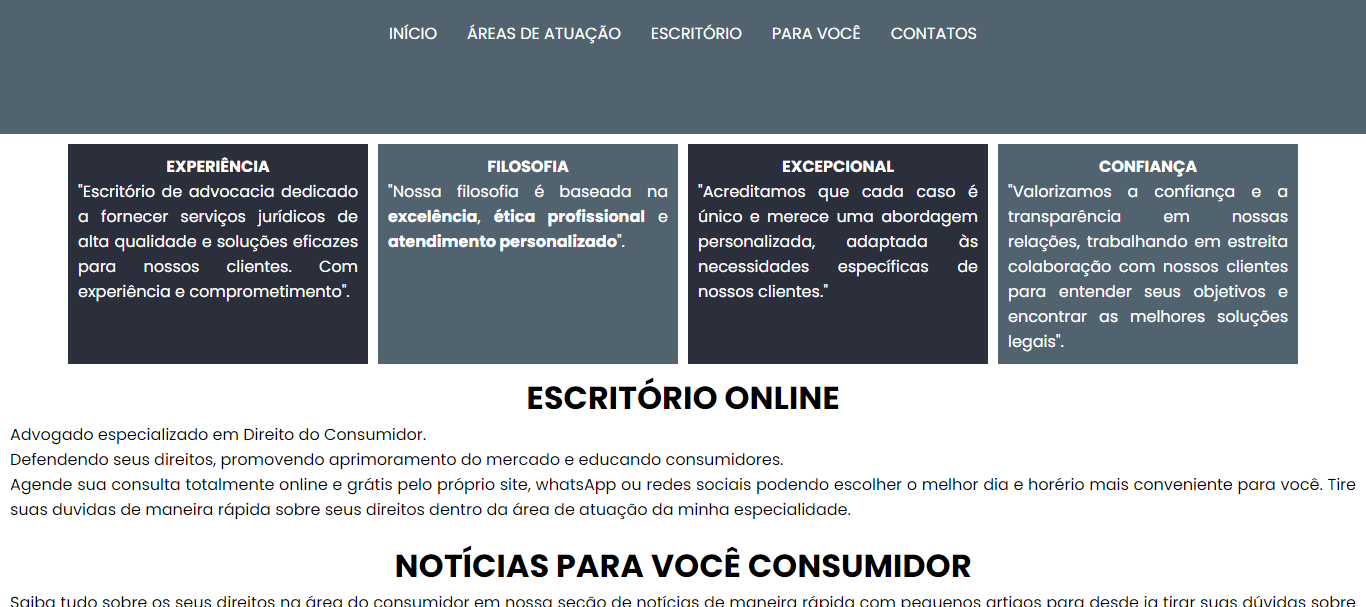 INÍCIO ÁREAS DE ATUAÇÃO ESCRITÓRIO PARA VOCÊ CONTATOS
EXPERIÊNCIA
"Escritório de advocacia dedicado
a fornecer serviços jurídicos de
alta qualidade e soluções eficazes
para nossos clientes. Com
experiência e comprometimento".
FILOSOFIA
"Nossa filosofia é baseada na
excelência, ética profissional e
atendimento personalizado".
EXCEPCIONAL
"Acreditamos que cada caso é
único e merece uma abordagem
personalizada, adaptada às
necessidades específicas de
nossos clientes."
CONFIANÇA
"Valorizamos a confiança e a
transparência em nossas
relações, trabalhando em estreita
colaboração com nossos clientes
para entender seus objetivos e
encontrar as melhores soluções
legais".
ESCRITÓRIO ONLINE
Advogado especializado em Direito do Consumidor.
Defendendo seus direitos, promovendo aprimoramento do mercado e educando consumidores.
Agende sua consulta totalmente online e grátis pelo próprio site, whatsApp ou redes sociais podendo escolher o melhor dia e horério mais conveniente para você. Tire
suas duvidas de maneira rápida sobre seus direitos dentro da área de atuação da minha especialidade.
NOTÍCIAS PARA VOCÊ CONSUMIDOR
Saiba tudo sobre os seus direitos na área do consumidor em nossa seção de notícias de maneira rápida com pequenos artigos para desde ja tirar suas dúvidas sobre